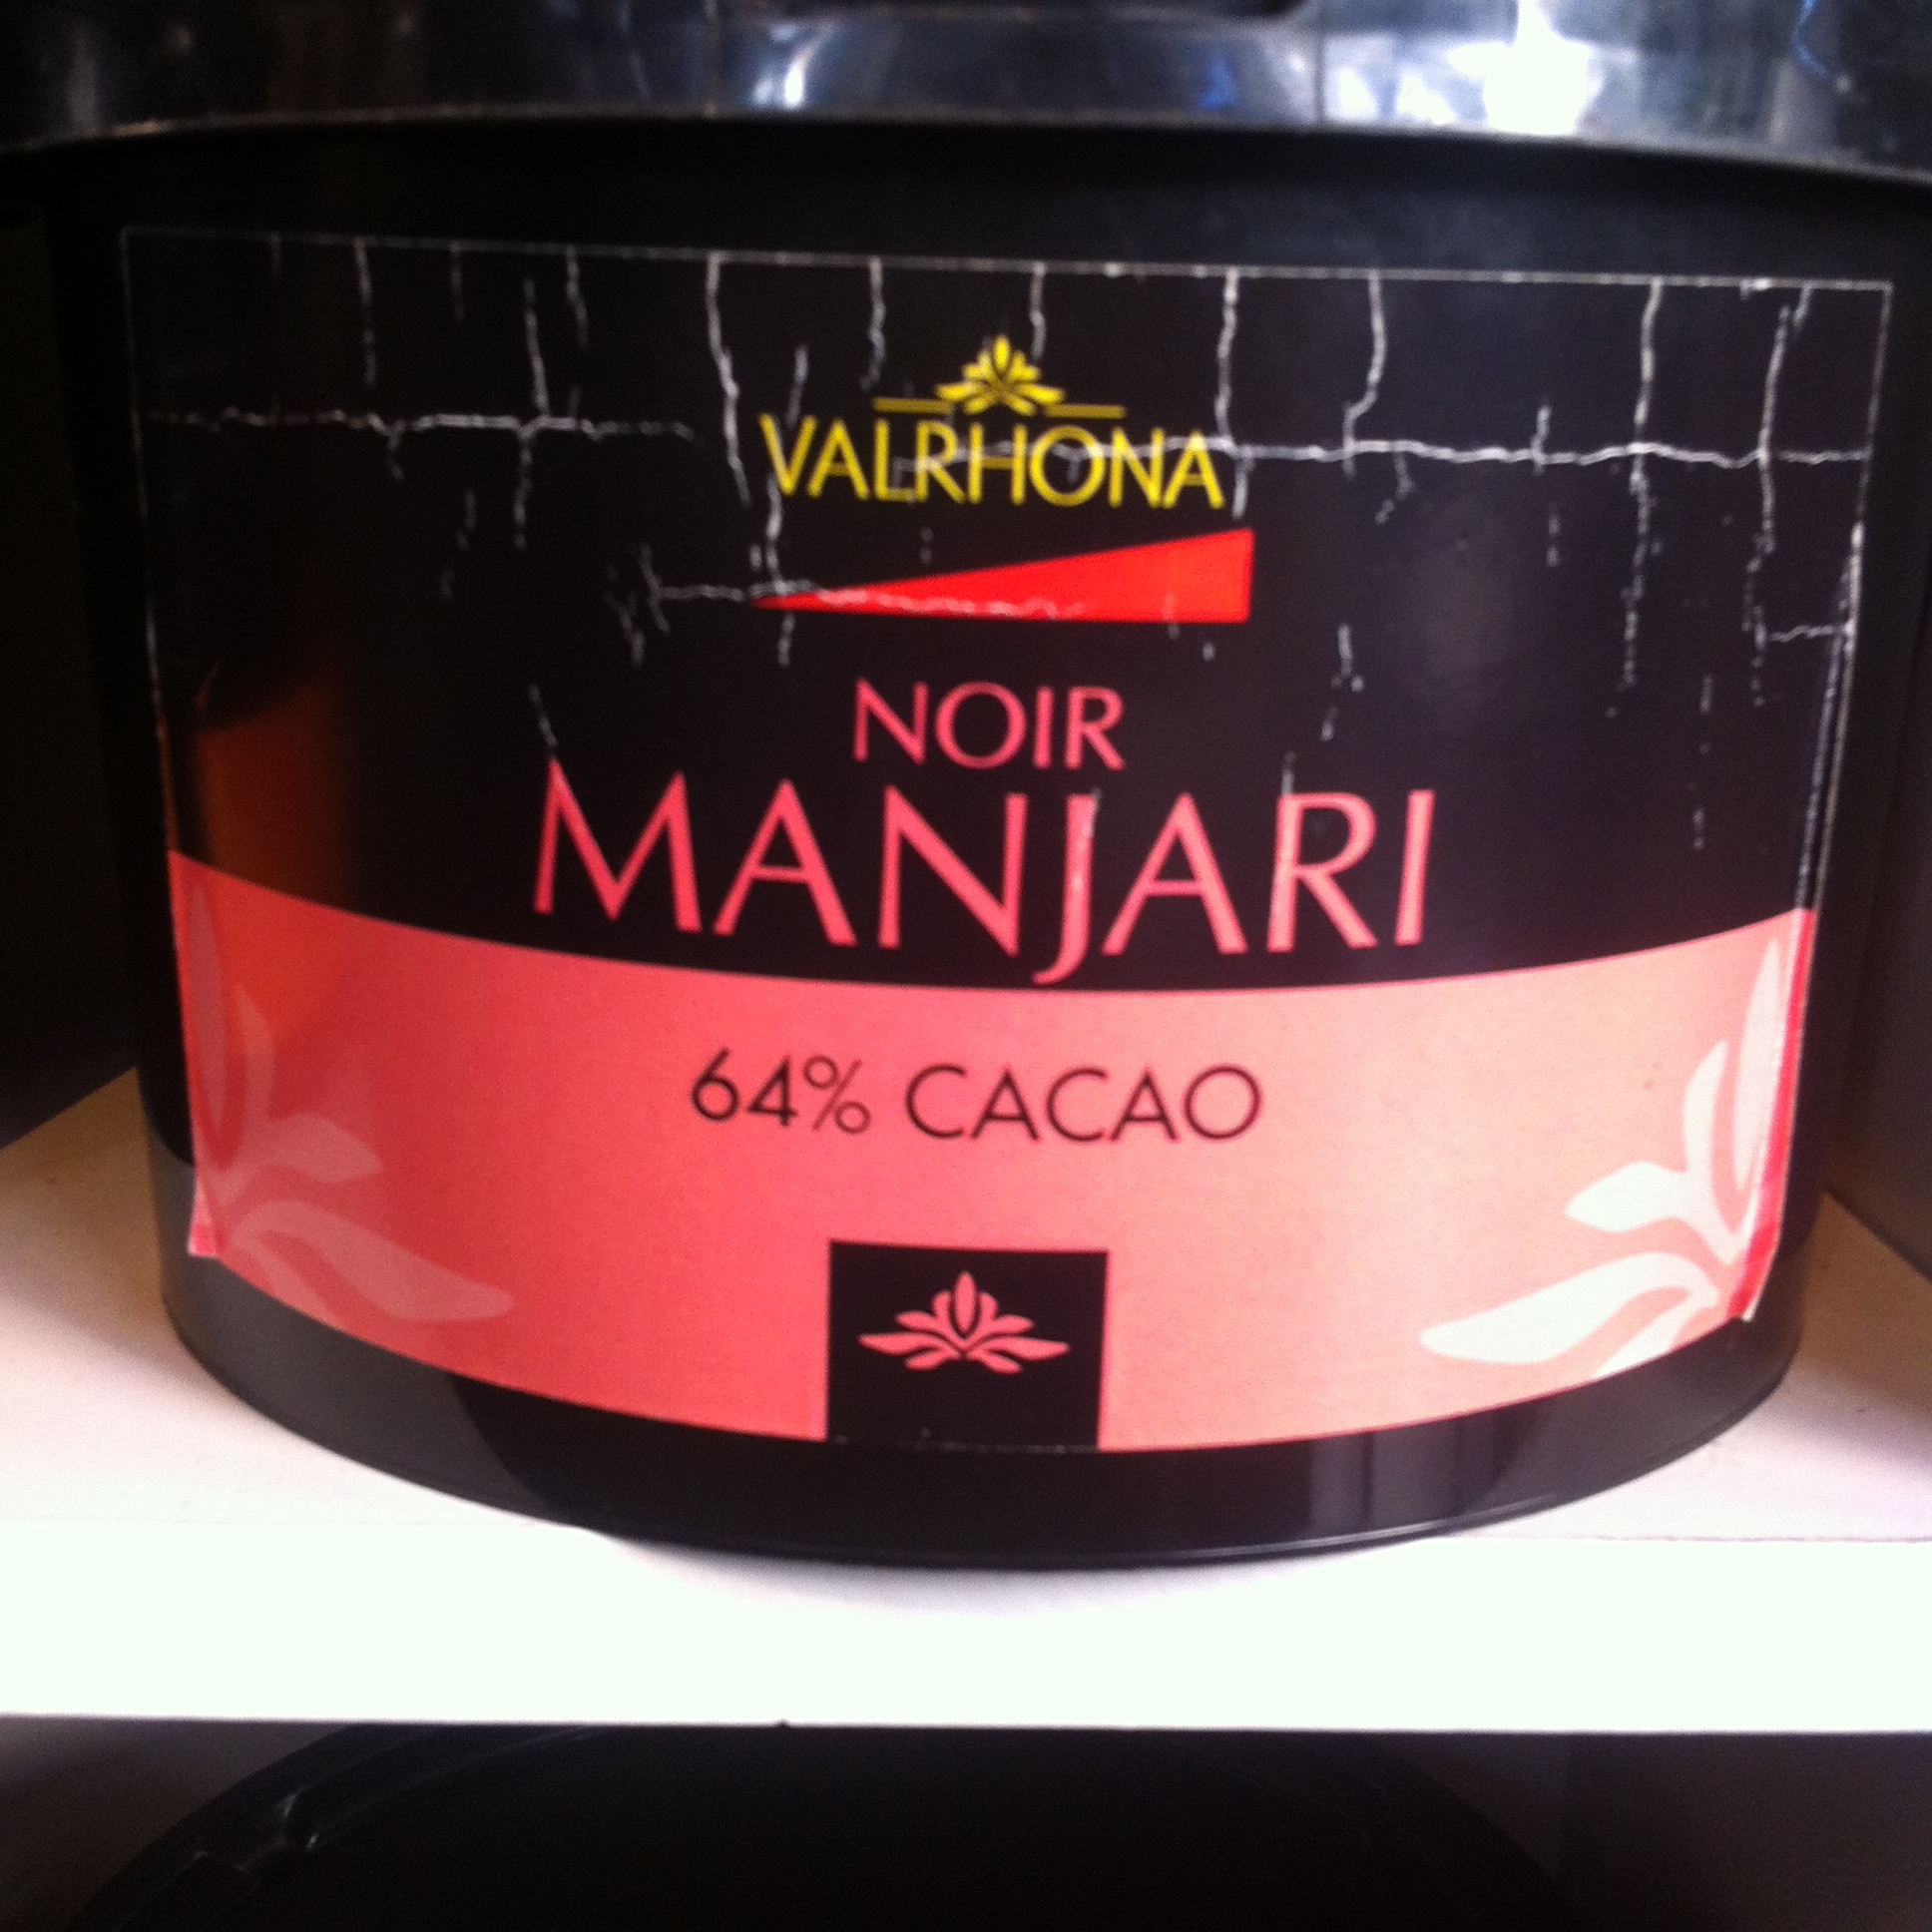 VALRHONA
NOIR
MANJARI
64% CACAO